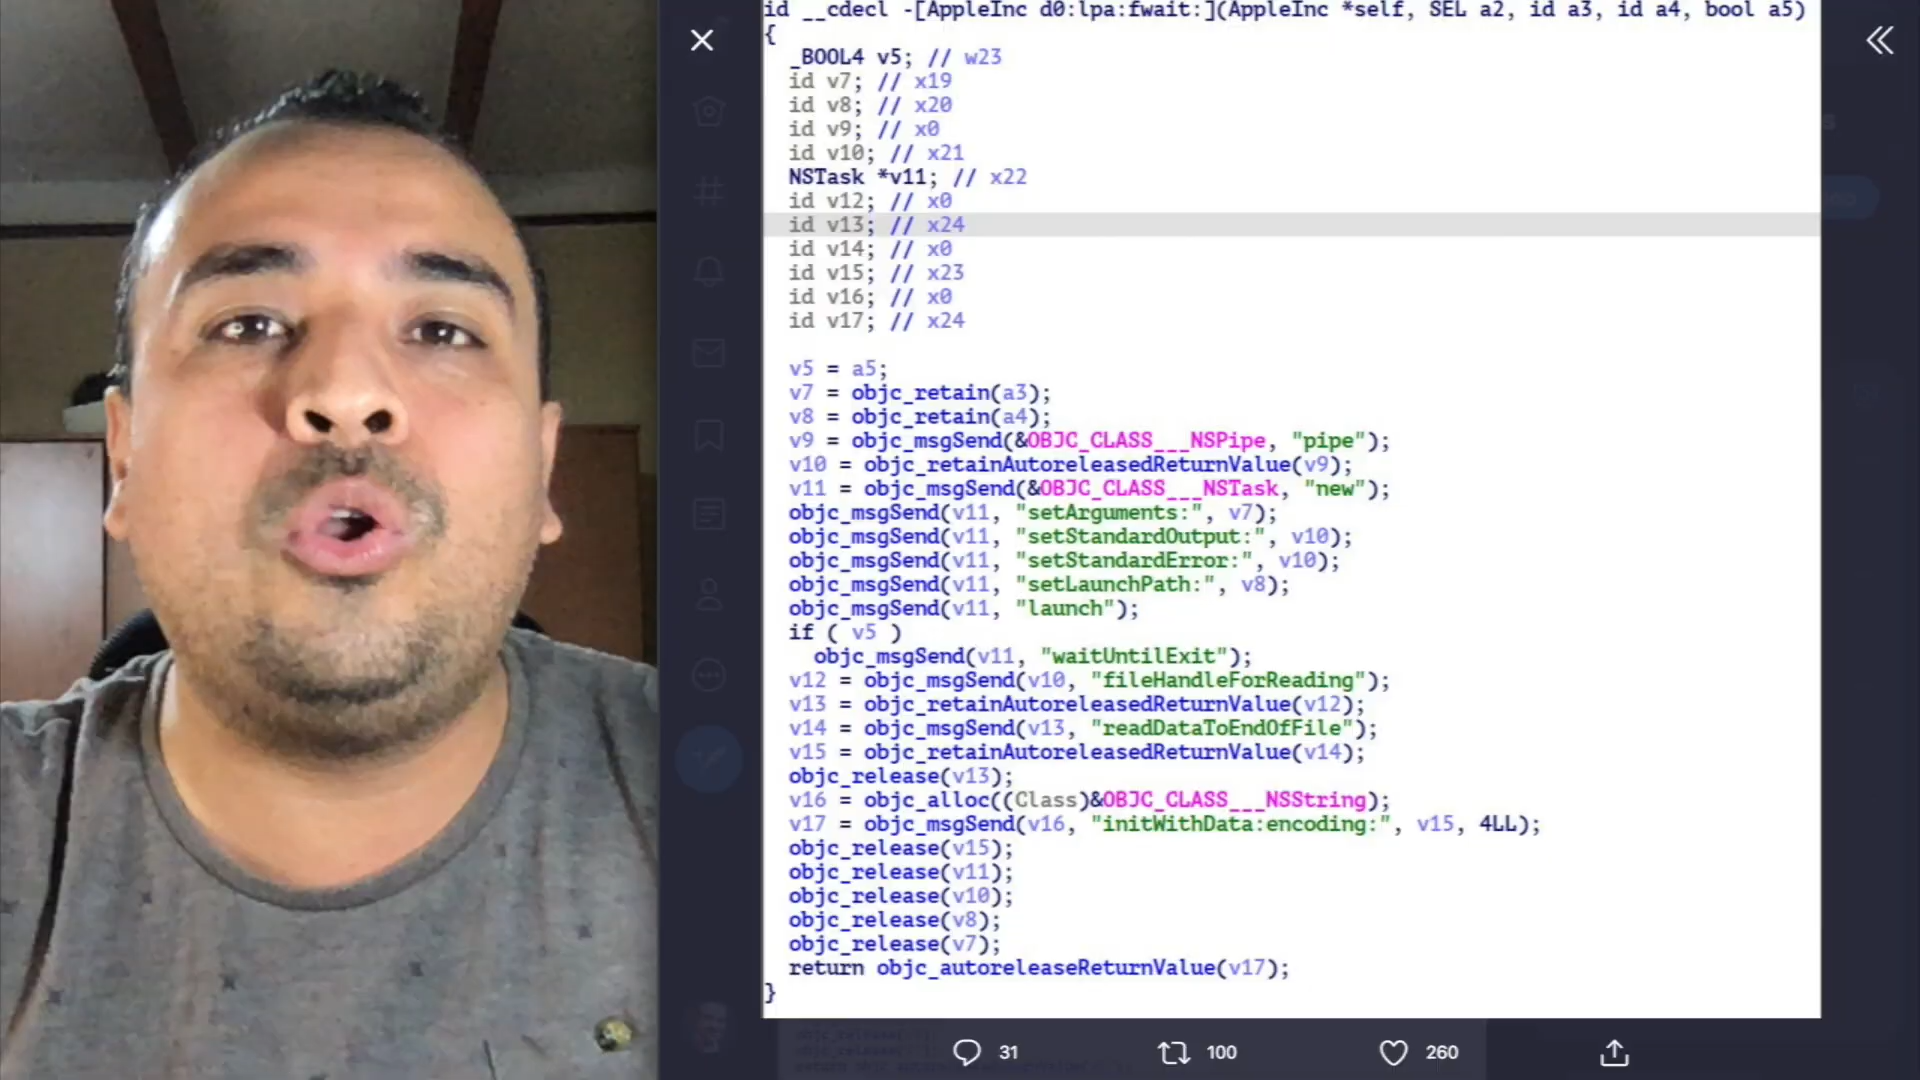 id __cdecl -[AppleInc d0:lpa:fwait:](AppleInc *self, SEL a2, id a3, id a4, bool a5)
{
_BOOL4 v5; // w23
id v7; // x19
id v8; // x20
id v9; // x0
id v10; // x21
NSTask *v11; // x22
id v12; // x0
id v13; // x24
id v14; // x0
id v15; // x23
id v16; // x0
id v17; // x24
v5 = a5;
v7 = objc_retain(a3);
v8 = objc_retain(a4);
v9 = objc_msgSend(&OBJC_CLASS___NSPipe, "pipe");
v10 = objc_retainAutoreleasedReturnValue(v9);
v11 = objc_msgSend(&OBJC_CLASS___NSTask, "new");
objc_msgSend(v11, "setArguments:", v7);
objc_msgSend(v11, "setStandardOutput:", v10);
objc_msgSend(v11, "setStandardError:", v10);
objc_msgSend(v11, "setLaunchPath:", v8);
objc_msgSend(v11, "launch");
if ( v5 )
objc_msgSend(v11, "waitUntilExit");
v12 = objc_msgSend(v10, "fileHandleForReading");
v13 = objc_retainAutoreleasedReturnValue(v12);
v14 = objc_msgSend(v13, "readDataToEndOfFile");
v15 = objc_retainAutoreleasedReturnValue(v14);
objc_release(v13);
v16 = objc_alloc((Class)&OBJC_CLASS___NSString);
v17 = objc_msgSend(v16, "initWithData:encoding:", v15, 4LL);
objc_release(v15);
objc_release(v11);
objc_release(v10);
objc_release(v8);
objc_release(v7);
return objc_autoreleaseReturnValue(v17);
}
31 100 260